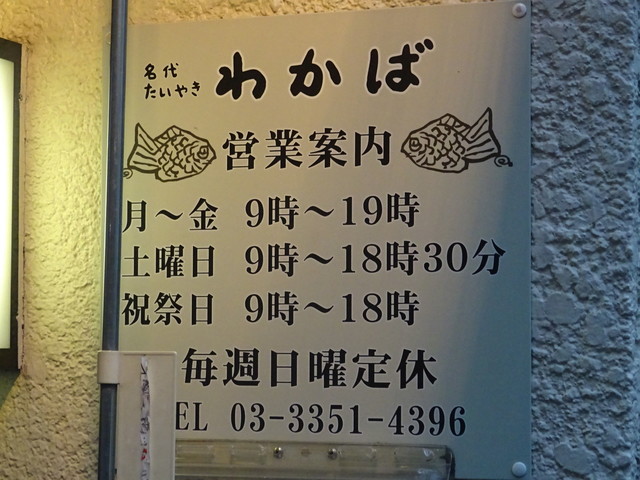 名代
たいやき
わかば
営業案内
月～金 9時～19時
土曜日 9時～18時30分
祝祭日 9時～18時
毎週日曜定休
EL 03-3351-4396